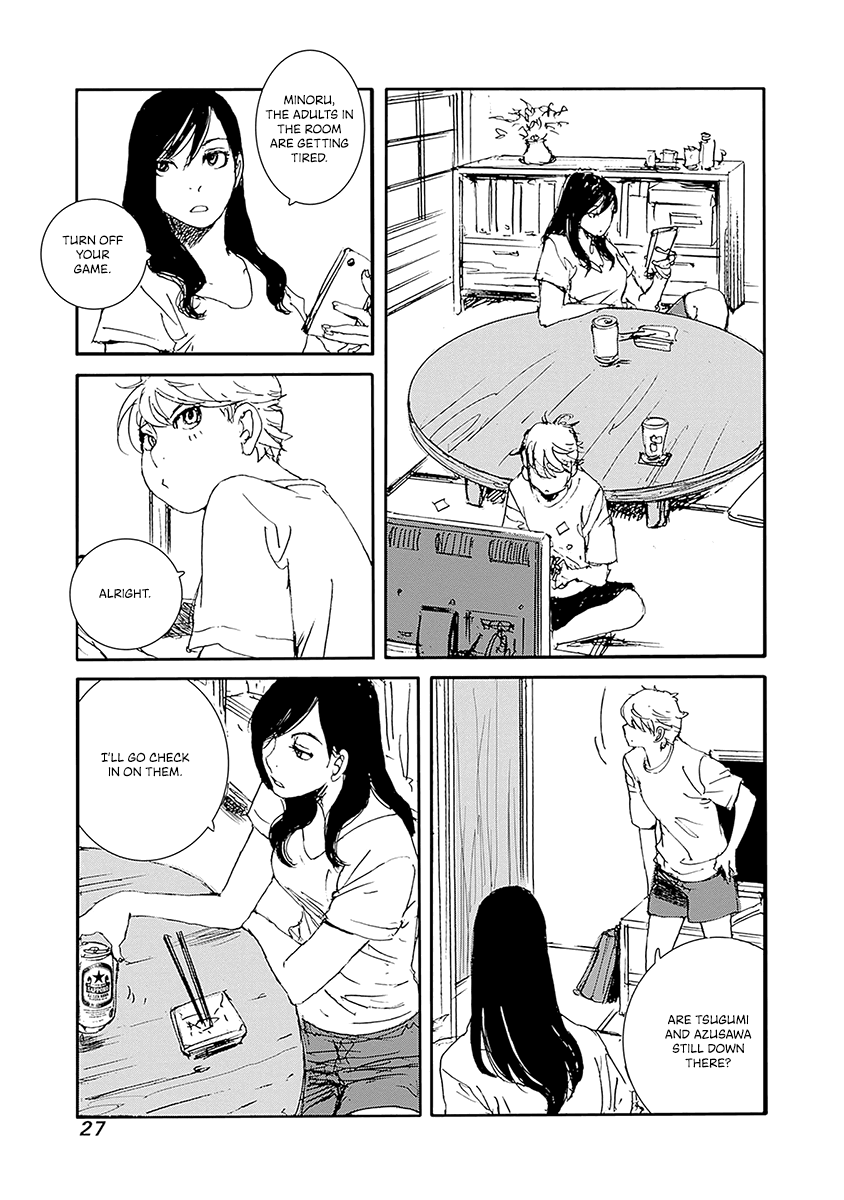 MINORU,
THE ADULTS IN
THE ROOM
ARE GETTING
TIRED.
TURN OFF
YOUR
GAME.
ALRIGHT.
ARE TSUGUMI
AND AZUSAWA
STILL DOWN
THERE?
I'LL GO CHECK
IN ON THEM.
SAPPORO
27